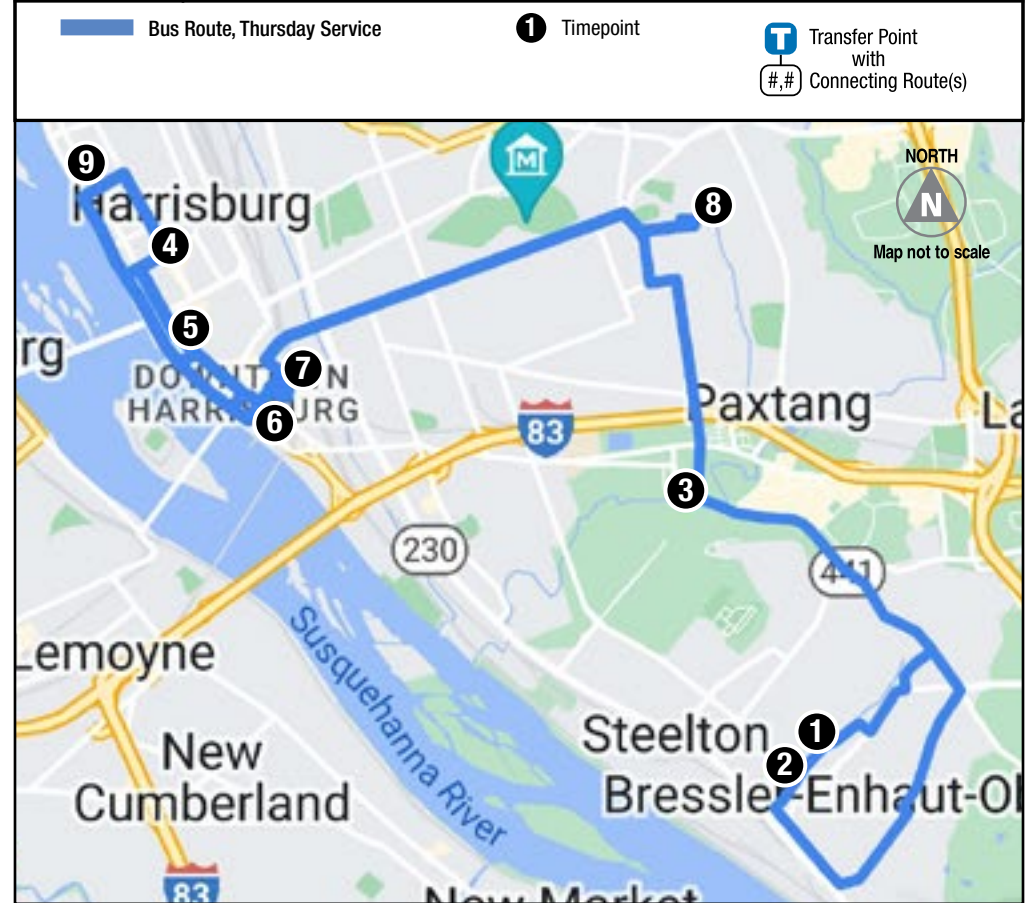 Bus Route, Thursday Service
1 Timepoint
T Transfer Point
with
#,# Connecting Route(s)
NORTH
N
Map not to scale
M
9
Harrisburg
8
4
5
rg
7
DOWNTOWN
HARRISBURG
6
83
Paxtang
La
3
230
441
Susquehanna River
Lemoyne
Steelton
1
2
New
Cumberland
Bressler-Enhaut-Ob
83
New Market